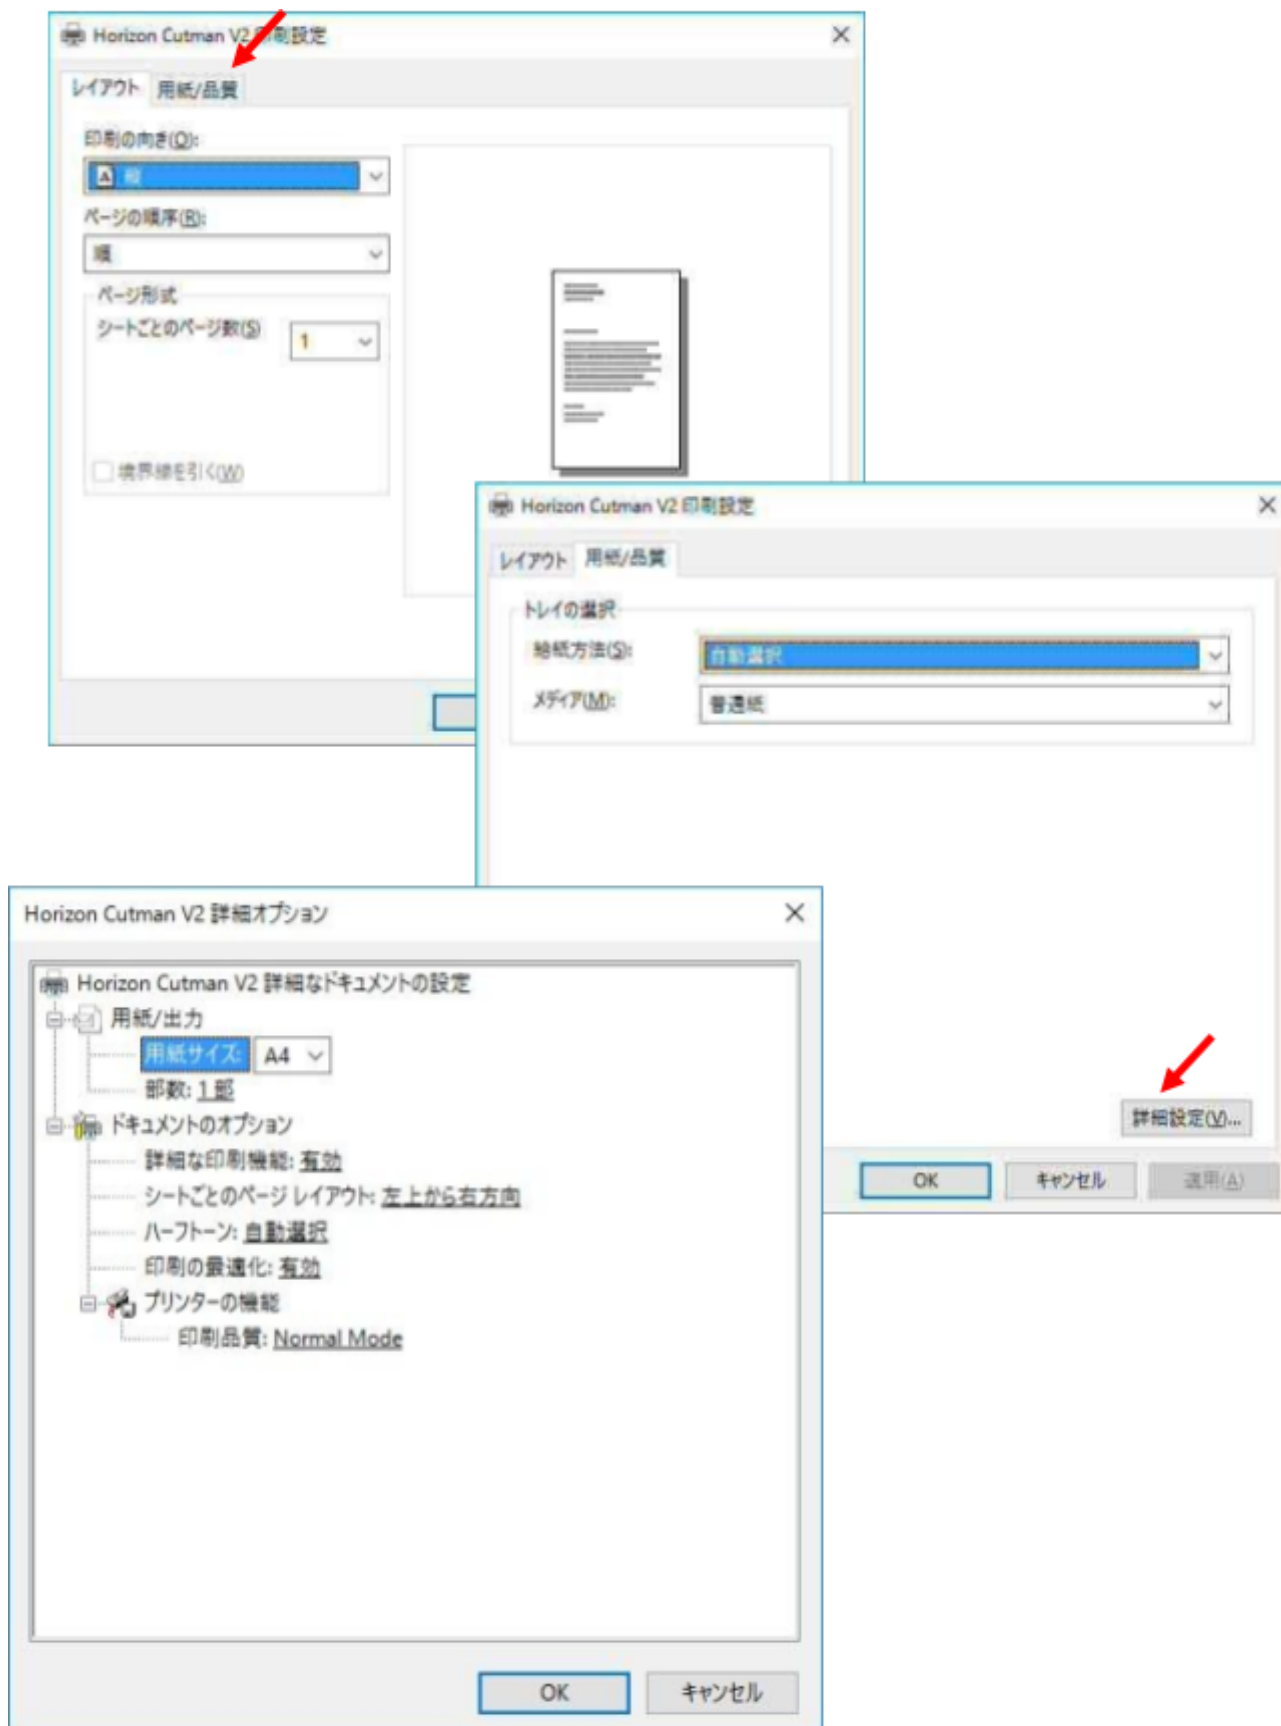 Horizon Cutman V2 印刷設定
レイアウト 用紙/品質
印刷の向き(O):
縦
ページの順序(R):
順
ページ形式
シートごとのページ数(S)
1
境界線を引く(W)
Horizon Cutman V2 印刷設定
レイアウト 用紙/品質
トレイの選択
給紙方法(S): 自動選択
メディア(M): 普通紙
詳細設定(V)...
OK キャンセル 適用(A)
Horizon Cutman V2 詳細オプション
Horizon Cutman V2 詳細なドキュメントの設定
用紙/出力
用紙サイズ: A4
部数: 1 部
ドキュメントのオプション
詳細な印刷機能: 有効
シートごとのページ レイアウト: 左上から右方向
ハーフトーン: 自動選択
印刷の最適化: 有効
プリンターの機能
印刷品質: Normal Mode
OK キャンセル